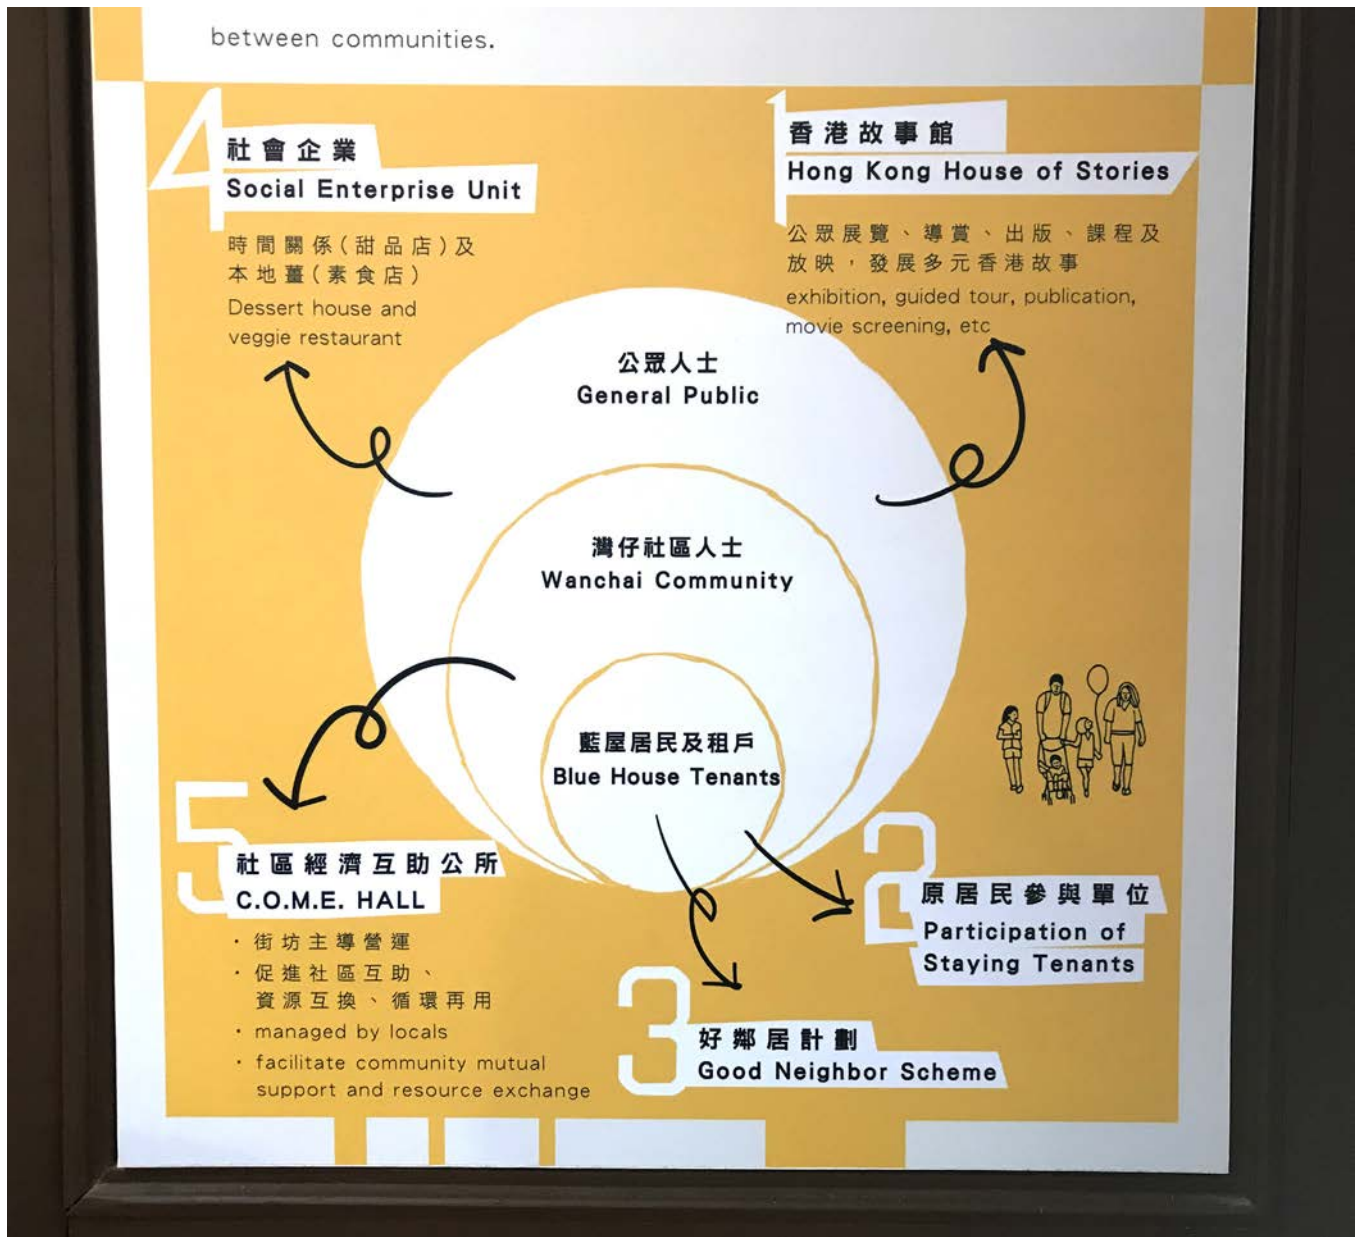 between communities.
4
社會企業
Social Enterprise Unit
時間關係(甜品店)及
本地薑(素食店)
Dessert house and
veggie restaurant
1
香港故事館
Hong Kong House of Stories
公眾展覽、導賞、出版、課程及
放映，發展多元香港故事
exhibition, guided tour, publication,
movie screening, etc
公眾人士
General Public
灣仔社區人士
Wanchai Community
藍屋居民及租戶
Blue House Tenants
5
社區經濟互助公所
C.O.M.E. HALL
· 街坊主導營運
· 促進社區互助、
資源互換、循環再用
· managed by locals
· facilitate community mutual
support and resource exchange
2
原居民參與單位
Participation of
Staying Tenants
3
好鄰居計劃
Good Neighbor Scheme